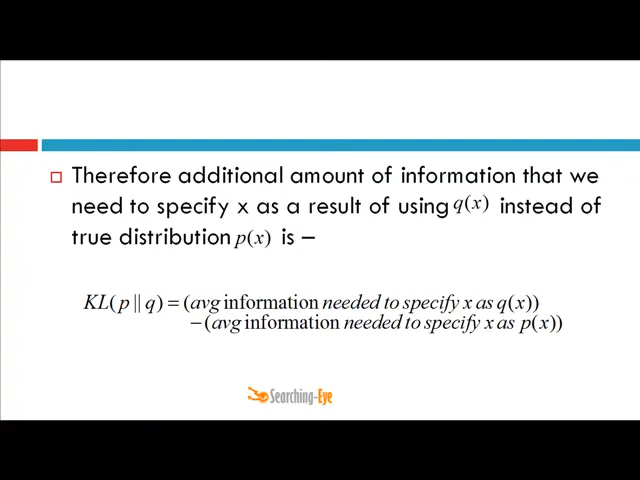 Therefore additional amount of information that we
need to specify x as a result of using q(x) instead of
true distribution p(x) is –
KL( p || q) = (avg information needed to specify x as q(x))
– (avg information needed to specify x as p(x))
Searching-Eye